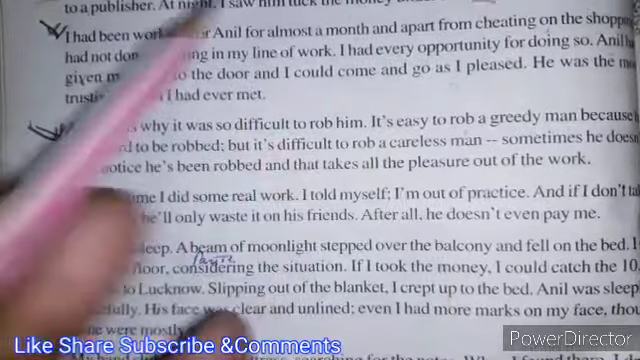 to a publisher. At night, I saw him tuck the money under
I had been work Anil for almost a month and apart from cheating on the shopp
had not don ing in my line of work. I had every opportunity for doing so. Anil
given m to the door and I could come and go as I pleased. He was the mo
trusti I had ever met.
is why it was so difficult to rob him. It's easy to rob a greedy man because
d to be robbed; but it's difficult to rob a careless man -- sometimes he doesn
otice he's been robbed and that takes all the pleasure out of the work.
me I did some real work. I told myself; I'm out of practice. And if I don't ta
he'll only waste it on his friends. After all, he doesn't even pay me.
leep. A beam of moonlight stepped over the balcony and fell on the bed. I
floor, considering the situation. If I took the money, I could catch the 10.
to Lucknow. Slipping out of the blanket, I crept up to the bed. Anil was sleep
fully. His face was clear and unlined; even I had more marks on my face, thou
ne were mostly
Like Share Subscribe &Comments
PowerDirector